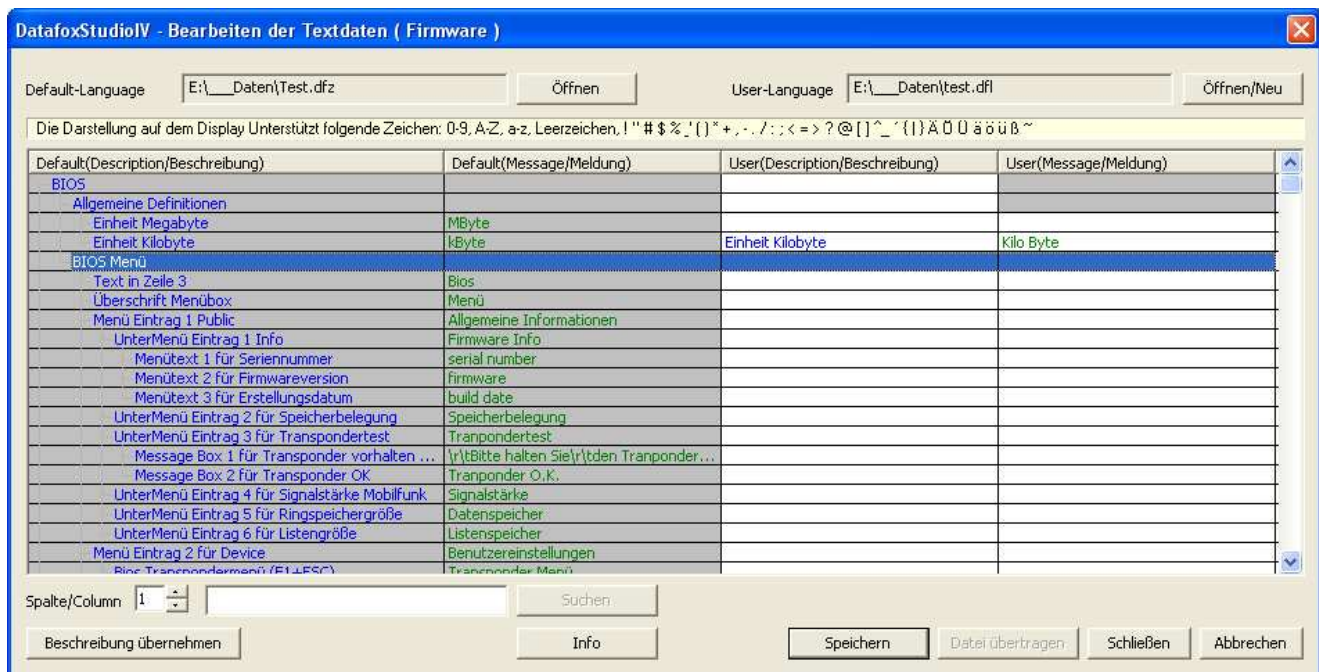 DatafoxStudioIV - Bearbeiten der Textdaten ( Firmware )
Default-Language E:\___Daten\Test.dfz Öffnen User-Language E:\___Daten\test.dfl Öffnen/Neu
Die Darstellung auf dem Display Unterstützt folgende Zeichen: 0-9, A-Z, a-z, Leerzeichen, ! " # $ % ,' ( ) * + , - . / : ; < = > ? @ [ ] ^ _ ´ { | } Ä Ö Ü ä ö ü ß ~
Default(Description/Beschreibung) Default(Message/Meldung) User(Description/Beschreibung) User(Message/Meldung)
BIOS
Allgemeine Definitionen
Einheit Megabyte MByte
Einheit Kilobyte kByte Einheit Kilobyte Kilo Byte
BIOS Menü
Text in Zeile 3 Bios
Überschrift Menübox Menü
Menü Eintrag 1 Public Allgemeine Informationen
UnterMenü Eintrag 1 Info Firmware Info
Menütext 1 für Seriennummer serial number
Menütext 2 für Firmwareversion firmware
Menütext 3 für Erstellungsdatum build date
UnterMenü Eintrag 2 für Speicherbelegung Speicherbelegung
UnterMenü Eintrag 3 für Transpondertest Tranpondertest
Message Box 1 für Transponder vorhalten ... \r\tBitte halten Sie\r\tden Tranponder...
Message Box 2 für Transponder OK Tranponder O.K.
UnterMenü Eintrag 4 für Signalstärke Mobilfunk Signalstärke
UnterMenü Eintrag 5 für Ringspeichergröße Datenspeicher
UnterMenü Eintrag 6 für Listengröße Listenspeicher
Menü Eintrag 2 für Device Benutzereinstellungen
Bios Transpondermenü (F1+ESC) Transponder Menü
Spalte/Column 1 Suchen
Beschreibung übernehmen Info Speichern Datei übertragen Schließen Abbrechen